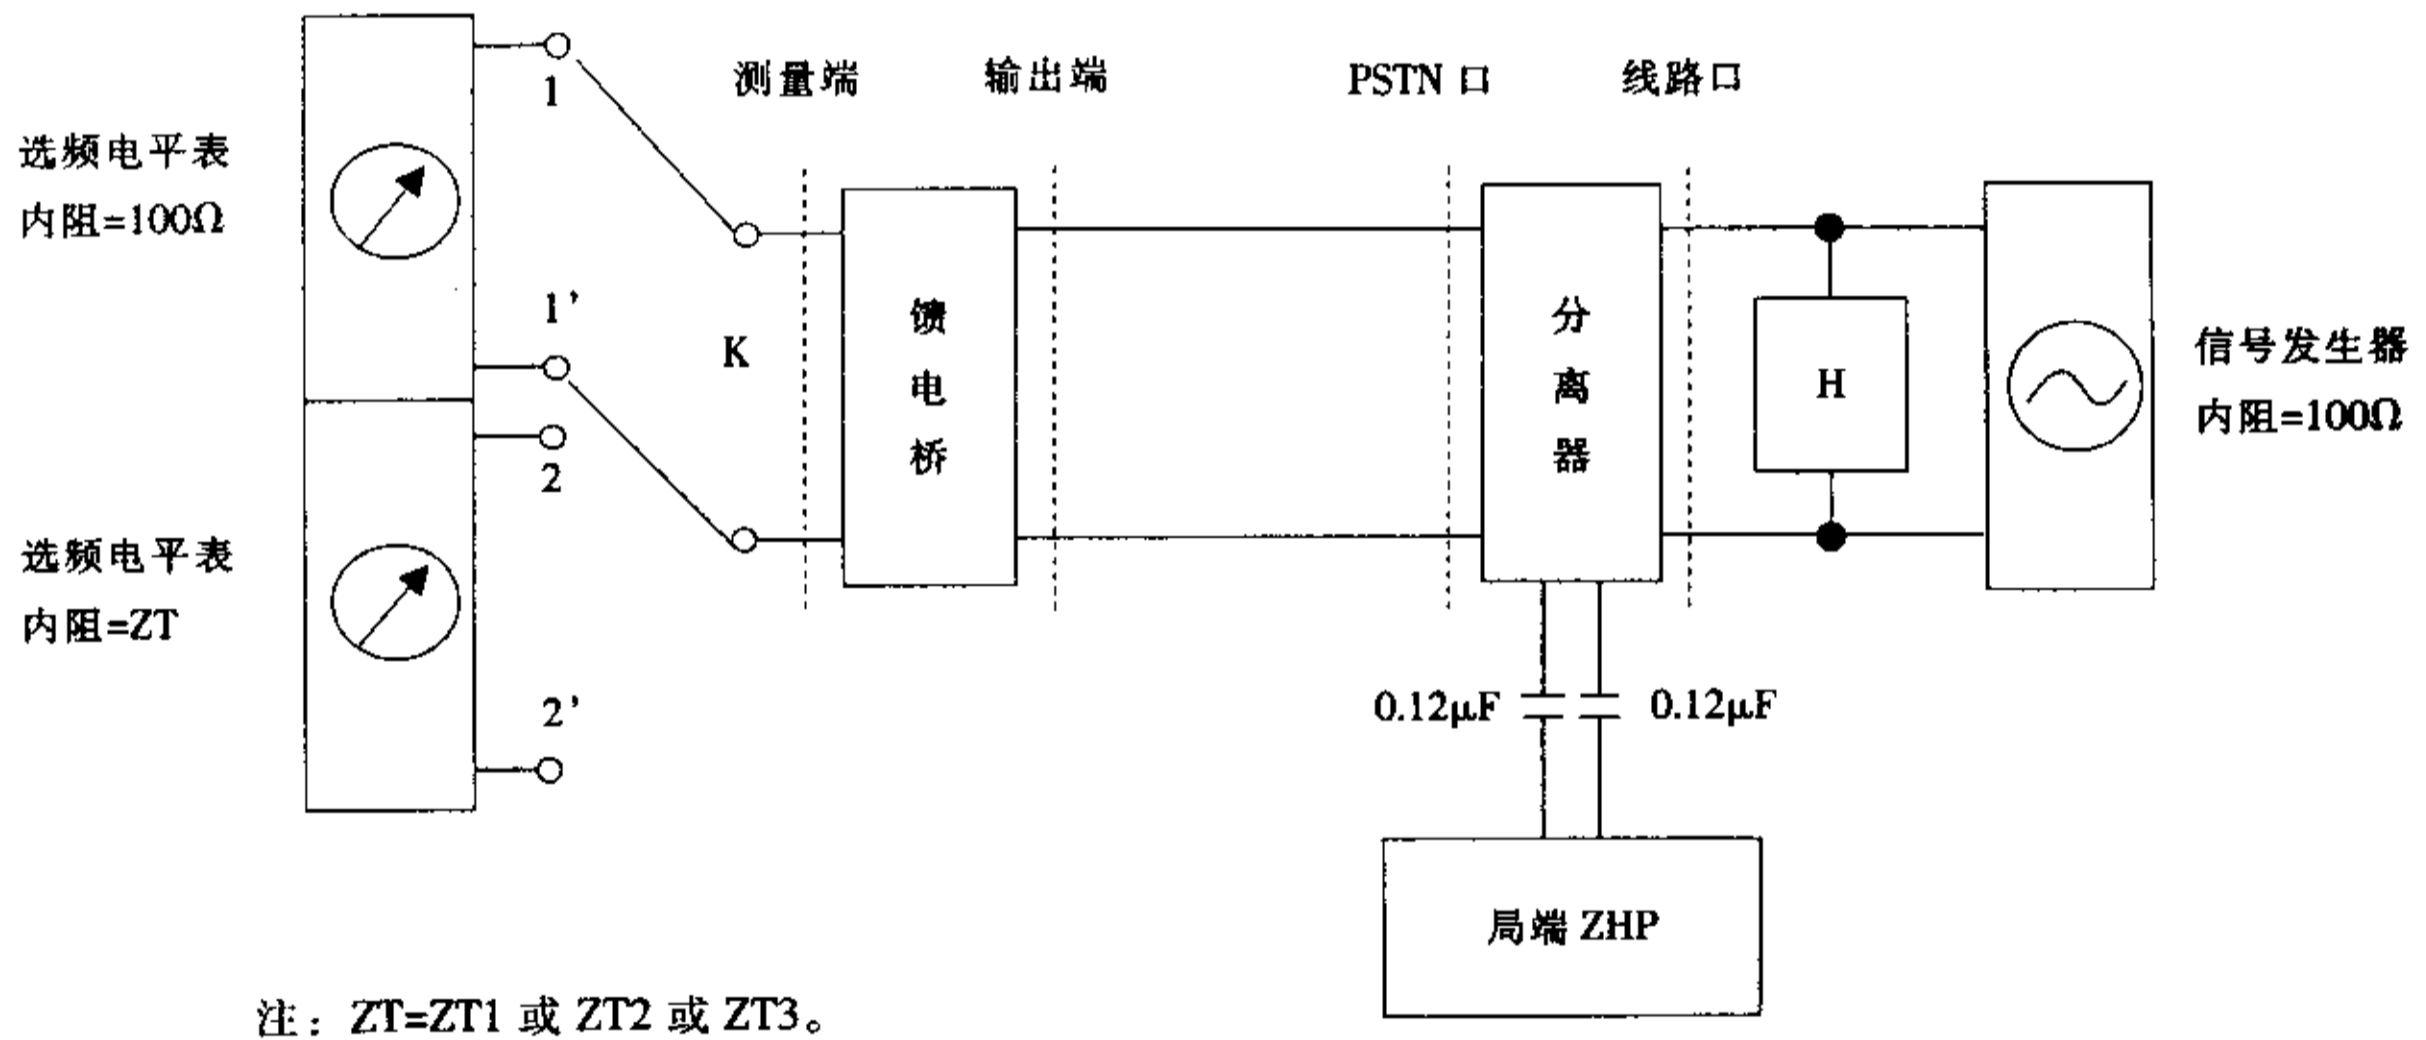 选频电平表
内阻=100Ω
1
1’
2
选频电平表
内阻=ZT
2’
K
测量端
输出端
馈电桥
PSTN 口
线路口
分离器
H
信号发生器
内阻=100Ω
0.12μF
0.12μF
局端 ZHP
注：ZT=ZT1 或 ZT2 或 ZT3。